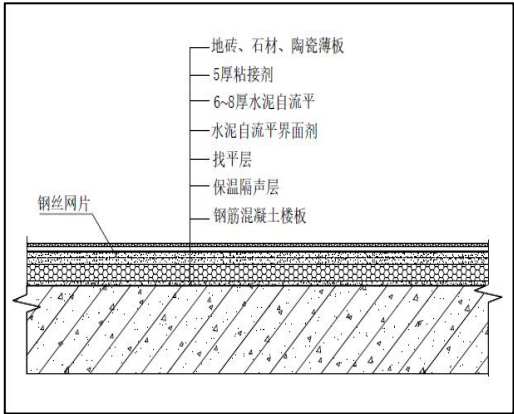 地砖、石材、陶瓷薄板
5厚粘接剂
6~8厚水泥自流平
水泥自流平界面剂
找平层
保温隔声层
钢丝网片
钢筋混凝土楼板